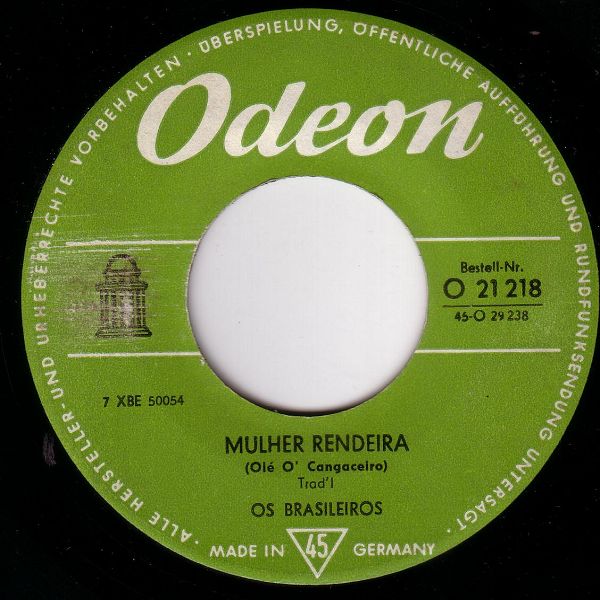 ALLE HERSTELLER- UND URHEBERRECHTE VORBEHALTEN · ÜBERSPIELUNG, ÖFFENTLICHE AUFFÜHRUNG UND RUNDFUNKSENDUNG UNTERSAGT ·
Odeon
Bestell-Nr.
O 21 218
45-O 29 238
7 XBE 50054
MULHER RENDEIRA
(Olé O' Cangaceiro)
Trad'l
OS BRASILEIROS
MADE IN 45 GERMANY